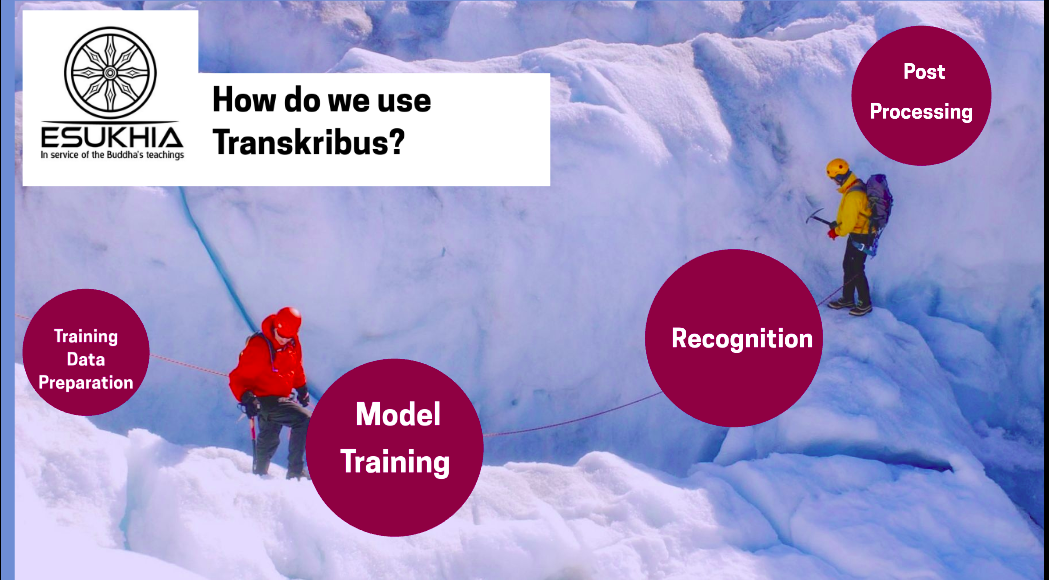 ESUKHIA
In service of the Buddha's teachings
How do we use
Transkribus?
Training
Data
Preparation
Model
Training
Recognition
Post
Processing